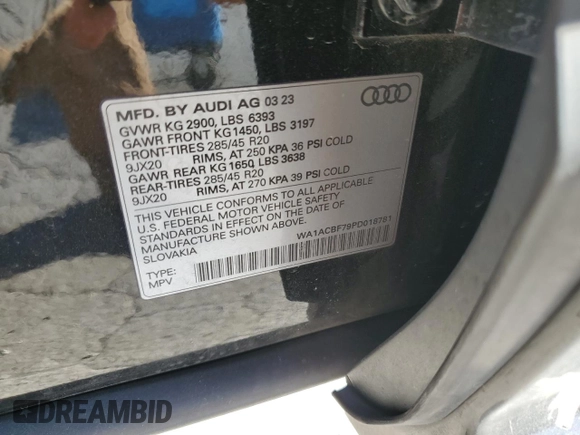 MFD. BY AUDI AG 03 23
GVWR KG 2900, LBS 6393
GAWR FRONT KG1450, LBS 3197
FRONT-TIRES 285/45 R20
9JX20 RIMS, AT 250 KPA 36 PSI COLD
GAWR REAR KG 1650 LBS 3638
REAR-TIRES 285/45 R20
9JX20 RIMS, AT 270 KPA 39 PSI COLD
THIS VEHICLE CONFORMS TO ALL APPLICABLE
U.S. FEDERAL MOTOR VEHICLE SAFETY
STANDARDS IN EFFECT ON THE DATE OF
MANUFACTURE SHOWN ABOVE.
SLOVAKIA
WA1ACBF79PD018781
TYPE:
MPV
DREAMBID